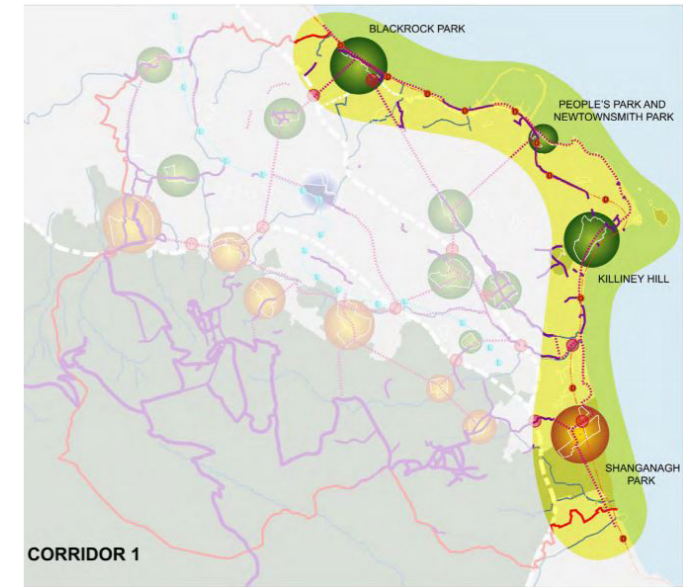 BLACKROCK PARK
PEOPLE'S PARK AND
NEWTOWNSMITH PARK
KILLINEY HILL
SHANGANAGH
PARK
CORRIDOR 1